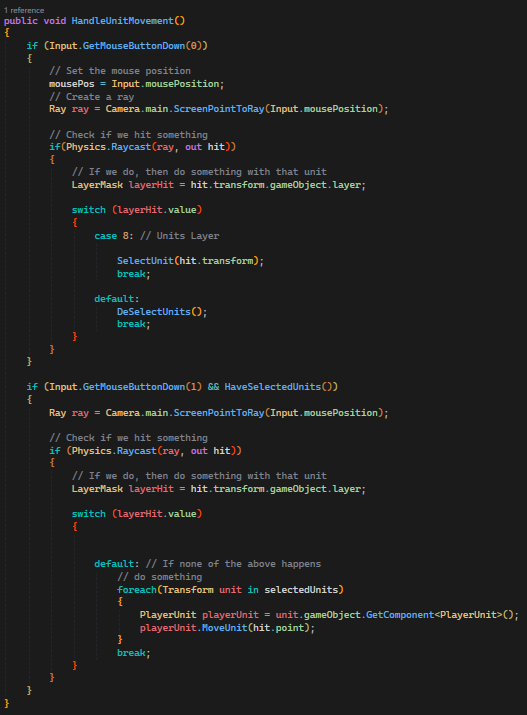 1 reference
public void HandleUnitMovement()
{
    if (Input.GetMouseButtonDown(0))
    {
        // Set the mouse position
        mousePos = Input.mousePosition;
        // Create a ray
        Ray ray = Camera.main.ScreenPointToRay(Input.mousePosition);

        // Check if we hit something
        if(Physics.Raycast(ray, out hit))
        {
            // If we do, then do something with that unit
            LayerMask layerHit = hit.transform.gameObject.layer;

            switch (layerHit.value)
            {
                case 8: // Units Layer

                    SelectUnit(hit.transform);
                    break;

                default:
                    DeSelectUnits();
                    break;
            }
        }
    }

    if (Input.GetMouseButtonDown(1) && HaveSelectedUnits())
    {
        Ray ray = Camera.main.ScreenPointToRay(Input.mousePosition);

        // Check if we hit something
        if (Physics.Raycast(ray, out hit))
        {
            // If we do, then do something with that unit
            LayerMask layerHit = hit.transform.gameObject.layer;

            switch (layerHit.value)
            {


                default: // If none of the above happens
                    // do something
                    foreach(Transform unit in selectedUnits)
                    {
                        PlayerUnit playerUnit = unit.gameObject.GetComponent<PlayerUnit>();
                        playerUnit.MoveUnit(hit.point);
                    }
                    break;
            }
        }
    }
}